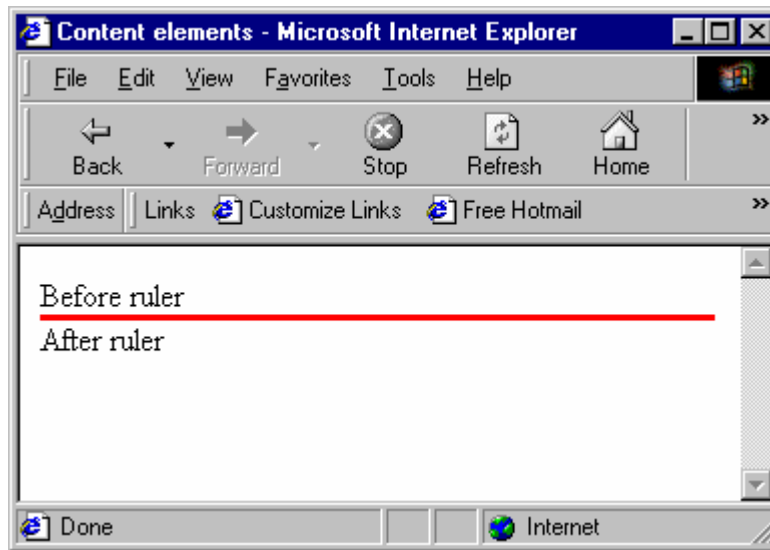 Content elements - Microsoft Internet Explorer
File Edit View Favorites Tools Help
Back Forward Stop Refresh Home »
Address Links Customize Links Free Hotmail »
Before ruler
After ruler
Done Internet